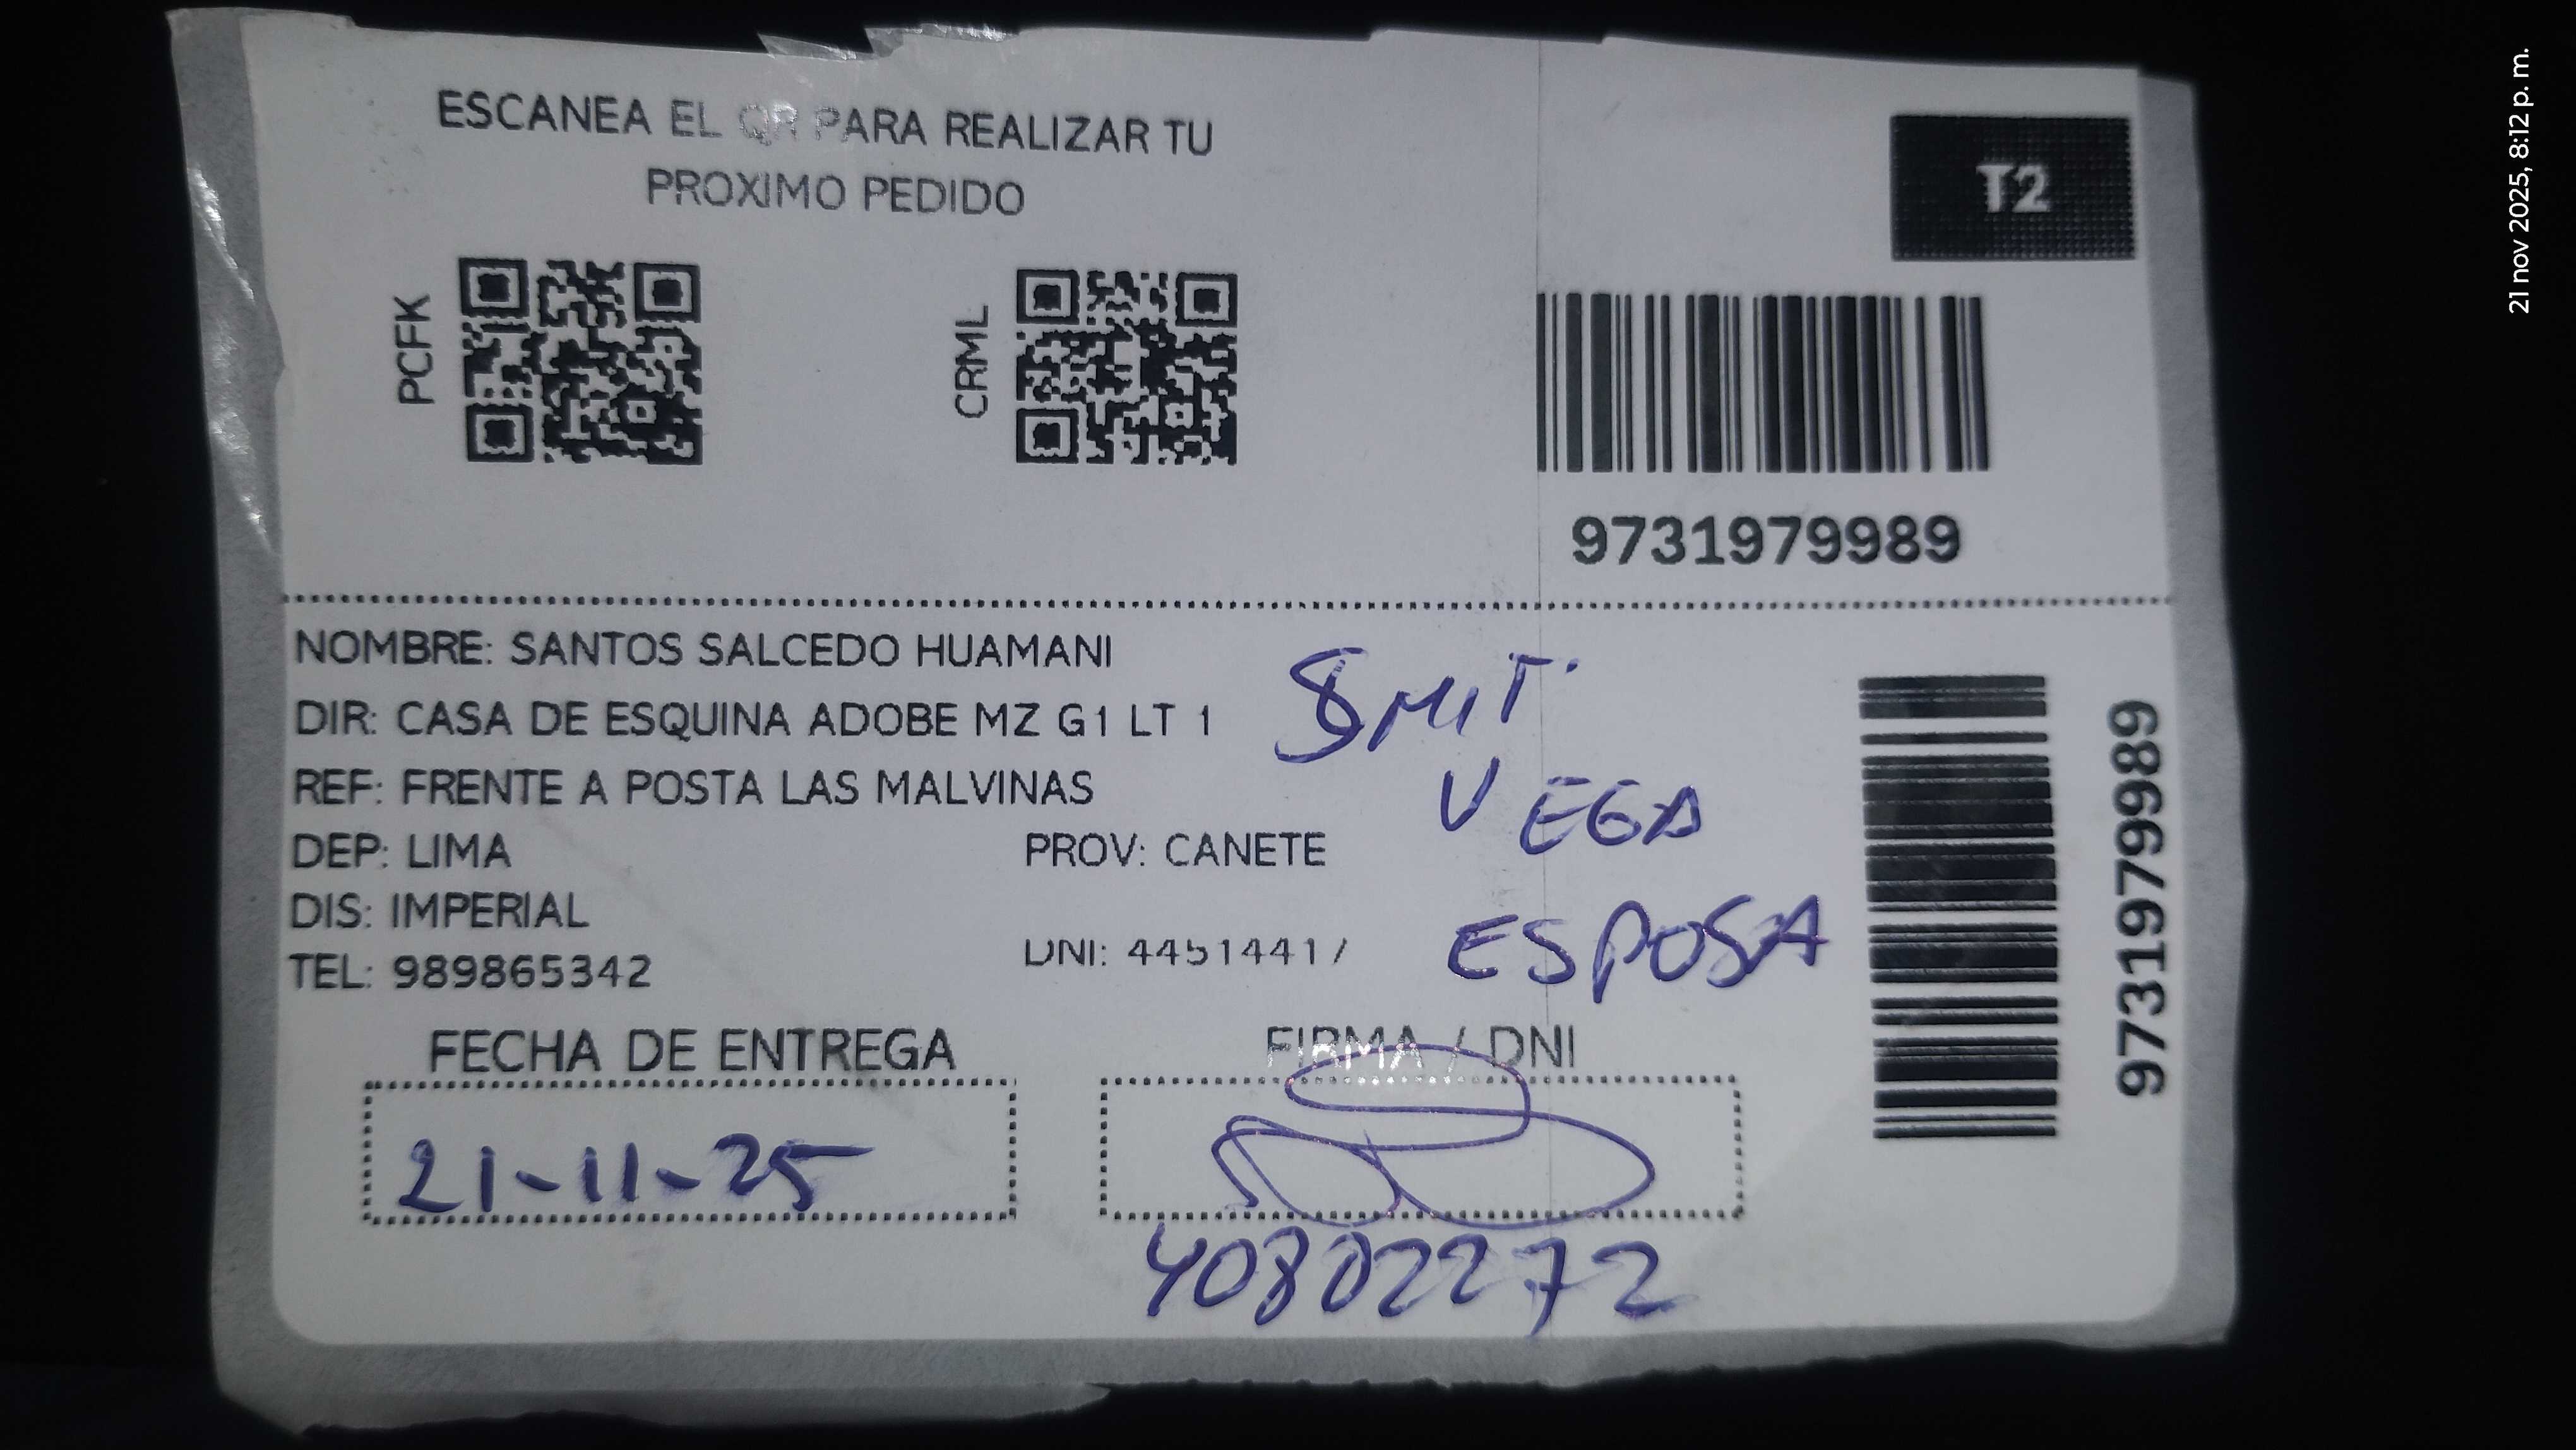 ESCANEA EL QR PARA REALIZAR TU
PROXIMO PEDIDO
T2
PCFK
CRML
9731979989
NOMBRE: SANTOS SALCEDO HUAMANI
DIR: CASA DE ESQUINA ADOBE MZ G1 LT 1
REF: FRENTE A POSTA LAS MALVINAS
DEP: LIMA PROV: CANETE
DIS: IMPERIAL
TEL: 989865342 DNI: 44514417
SMIT.
VEGA
ESPOSA
9731979989
FECHA DE ENTREGA
21-11-25
FIRMA / DNI
40802272
21 nov 2025, 8:12 p. m.